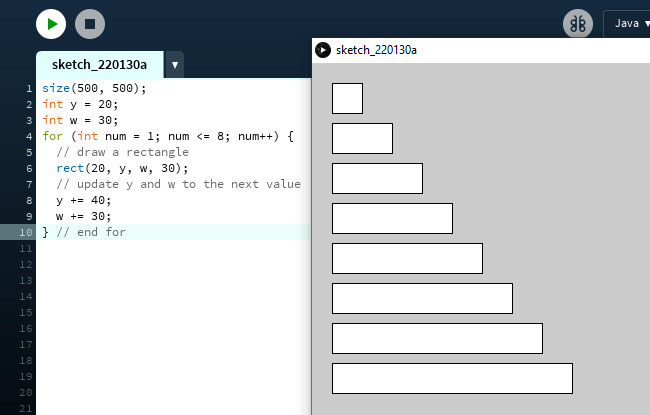 Java
sketch_220130a
sketch_220130a
1 size(500, 500);
2 int y = 20;
3 int w = 30;
4 for (int num = 1; num <= 8; num++) {
5 // draw a rectangle
6 rect(20, y, w, 30);
7 // update y and w to the next value
8 y += 40;
9 w += 30;
10 } // end for
11
12
13
14
15
16
17
18
19
20
21